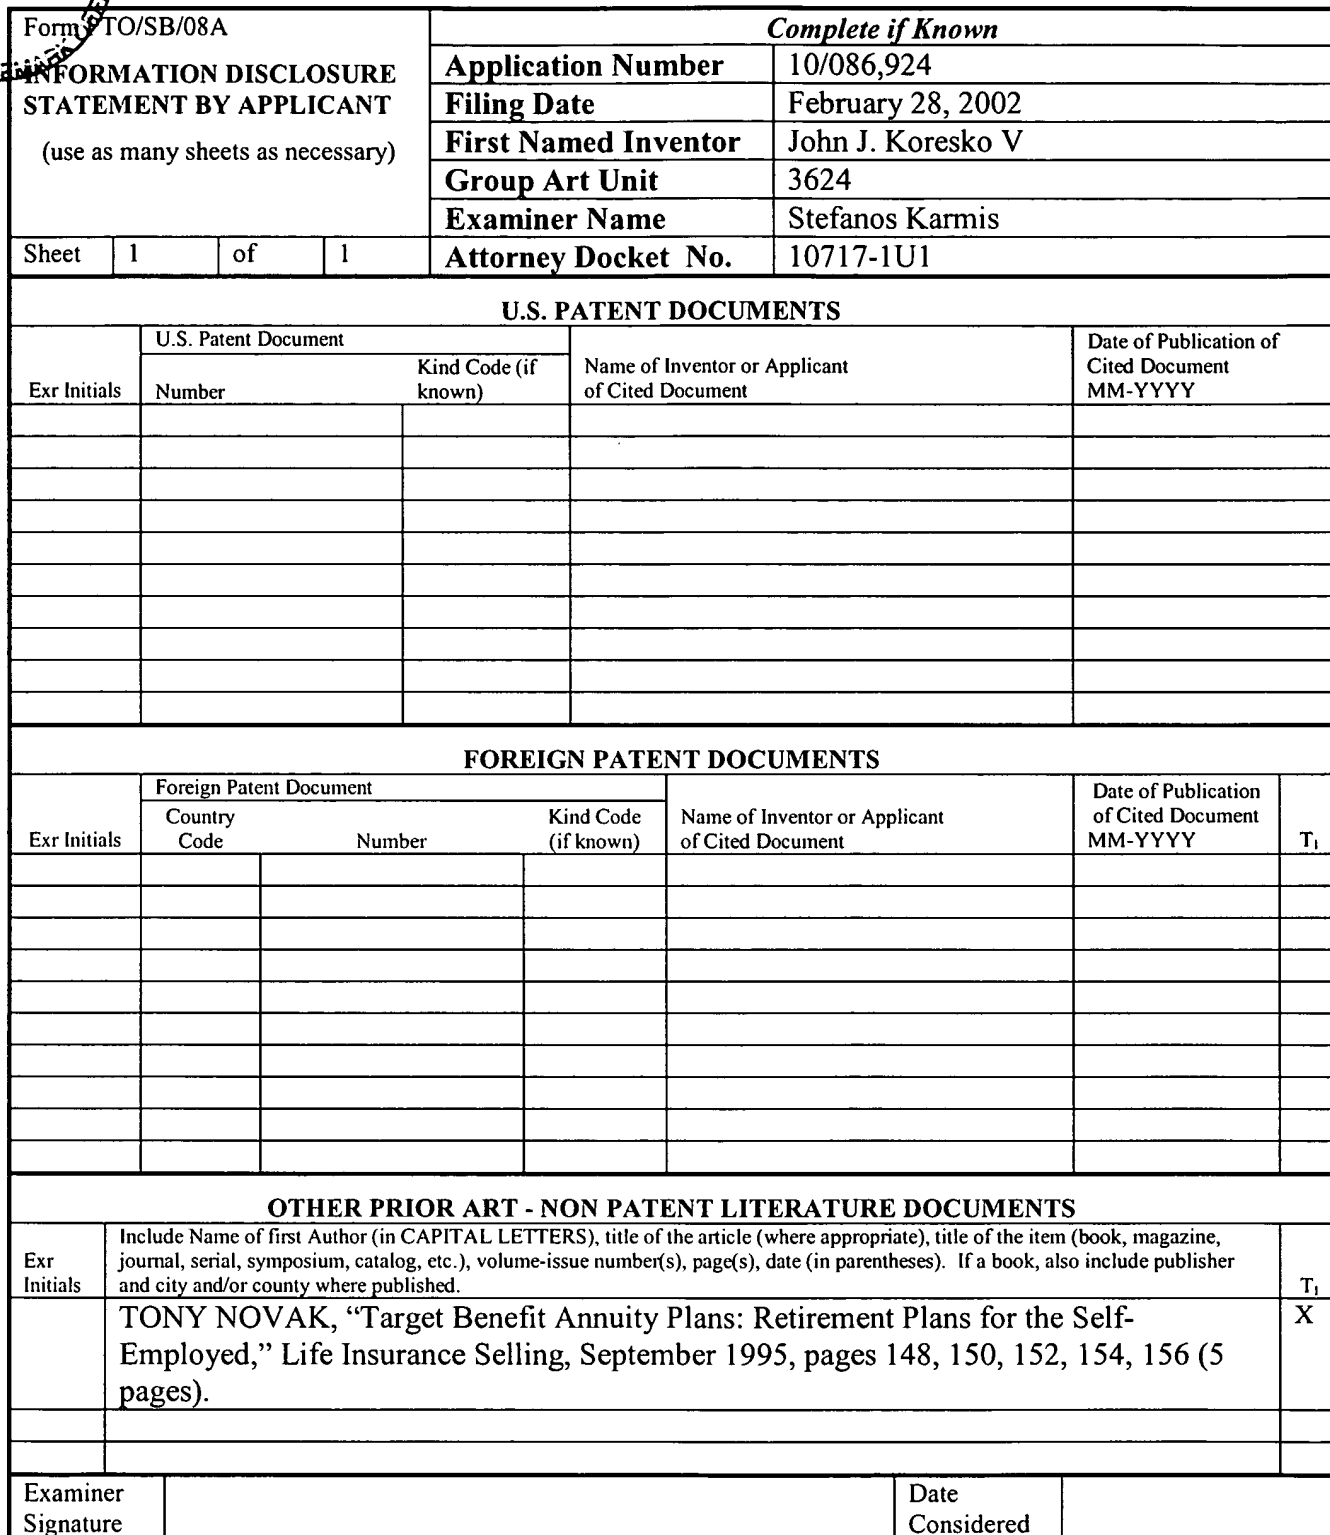 Form PTO/SB/08A
INFORMATION DISCLOSURE
STATEMENT BY APPLICANT
(use as many sheets as necessary)
Sheet 1 of 1
Complete if Known
Application Number 10/086,924
Filing Date February 28, 2002
First Named Inventor John J. Koresko V
Group Art Unit 3624
Examiner Name Stefanos Karmis
Attorney Docket No. 10717-1U1
U.S. PATENT DOCUMENTS
Exr Initials
U.S. Patent Document
Number
Kind Code (if
known)
Name of Inventor or Applicant
of Cited Document
Date of Publication of
Cited Document
MM-YYYY
FOREIGN PATENT DOCUMENTS
Exr Initials
Foreign Patent Document
Country
Code
Number
Kind Code
(if known)
Name of Inventor or Applicant
of Cited Document
Date of Publication
of Cited Document
MM-YYYY
T1
OTHER PRIOR ART - NON PATENT LITERATURE DOCUMENTS
Exr
Initials
Include Name of first Author (in CAPITAL LETTERS), title of the article (where appropriate), title of the item (book, magazine,
journal, serial, symposium, catalog, etc.), volume-issue number(s), page(s), date (in parentheses). If a book, also include publisher
and city and/or county where published.
T1
TONY NOVAK, “Target Benefit Annuity Plans: Retirement Plans for the Self-
Employed,” Life Insurance Selling, September 1995, pages 148, 150, 152, 154, 156 (5
pages).
X
Examiner
Signature
Date
Considered